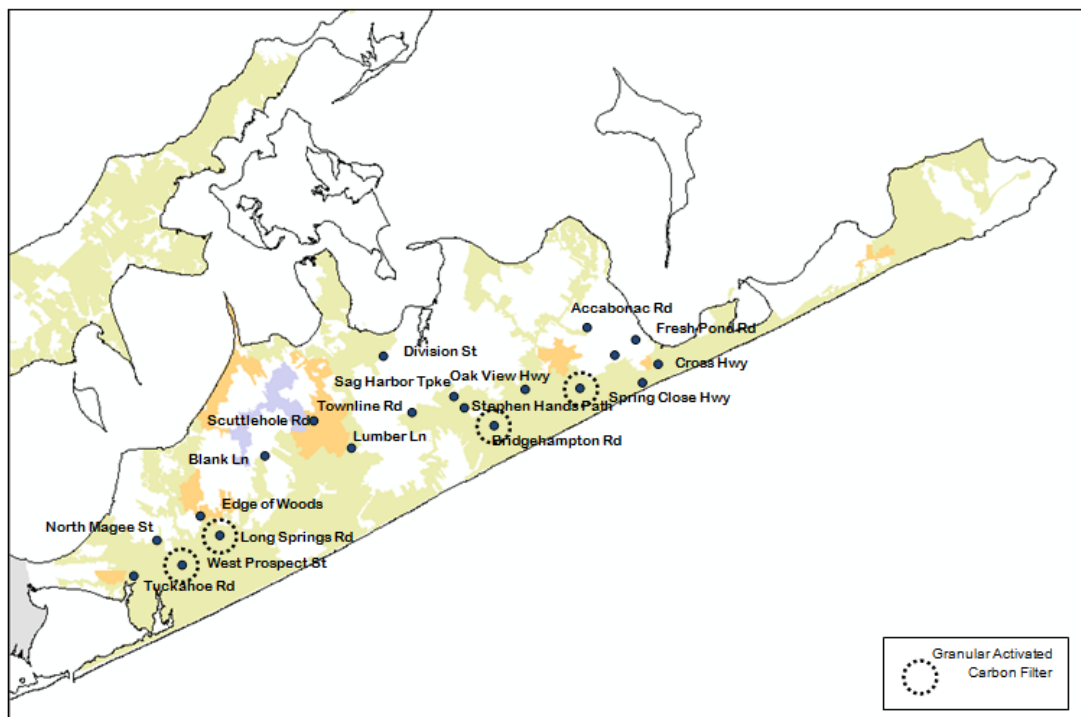 Accabonac Rd
Fresh Pond Rd
Division St
Cross Hwy
Sag Harbor Tpke
Oak View Hwy
Spring Close Hwy
Townline Rd
Stephen Hands Path
Scuttlehole Rd
Bridgehampton Rd
Lumber Ln
Blank Ln
Edge of Woods
North Magee St
Long Springs Rd
West Prospect St
Tuckahoe Rd
Granular Activated
Carbon Filter